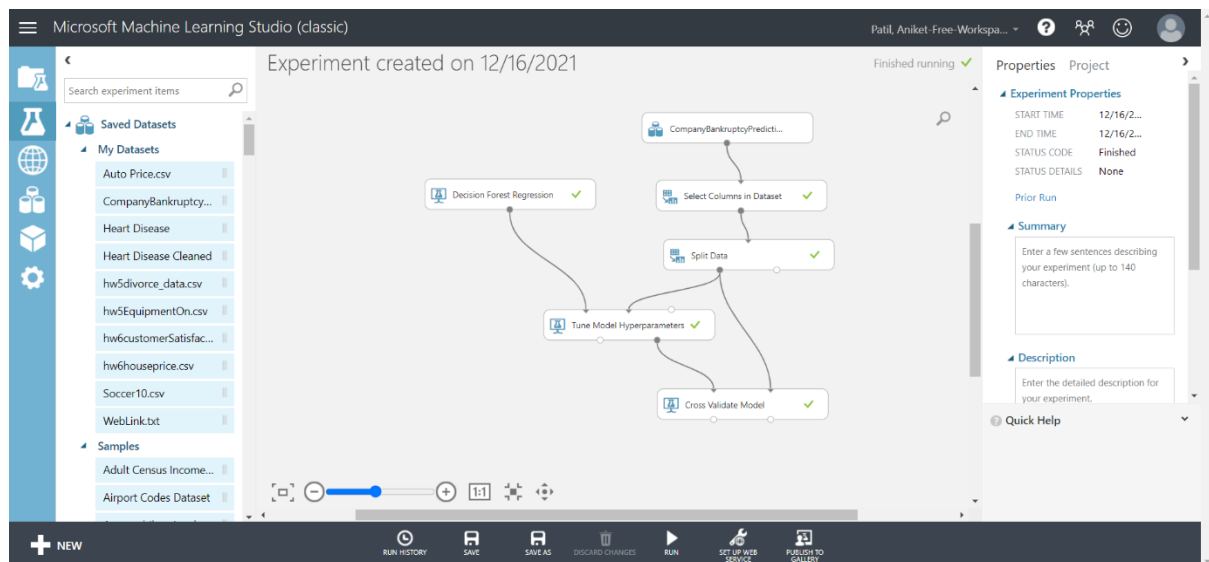 Microsoft Machine Learning Studio (classic)
Patil, Aniket-Free-Workspa...
?
Search experiment items
Saved Datasets
My Datasets
Auto Price.csv
CompanyBankruptcy...
Heart Disease
Heart Disease Cleaned
hw5divorce_data.csv
hw5EquipmentOn.csv
hw6customerSatisfac...
hw6houseprice.csv
Soccer10.csv
WebLink.txt
Samples
Adult Census Income...
Airport Codes Dataset
Experiment created on 12/16/2021
Finished running
CompanyBankruptcyPredicti...
Decision Forest Regression
Select Columns in Dataset
Split Data
Tune Model Hyperparameters
Cross Validate Model
1:1
Properties Project
Experiment Properties
START TIME 12/16/2...
END TIME 12/16/2...
STATUS CODE Finished
STATUS DETAILS None
Prior Run
Summary
Enter a few sentences describing
your experiment (up to 140
characters).
Description
Enter the detailed description for
your experiment.
Quick Help
NEW
RUN HISTORY
SAVE
SAVE AS
DISCARD CHANGES
RUN
SET UP WEB
SERVICE
PUBLISH TO
GALLERY